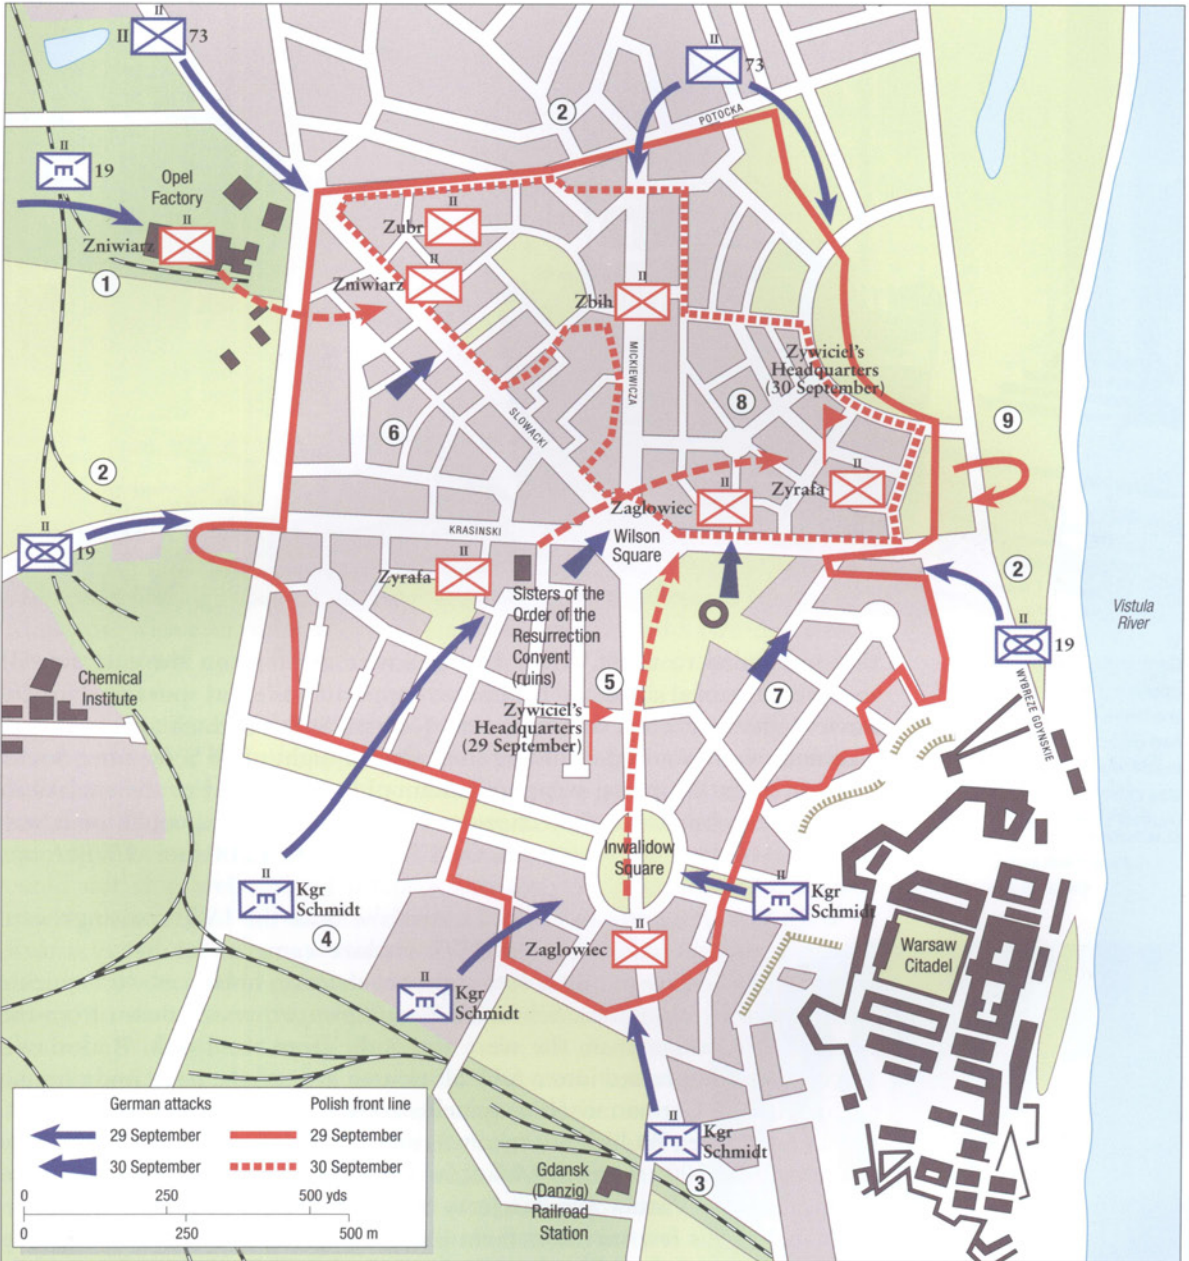 II
II 73
II
73
2
POTOCKA
II
19
Opel
Factory
II
Zniwiarz
1
II
Zubr
II
Zniwiarz
II
Zbih
MICKIEWICZA
Zywiciel's
Headquarters
(30 September)
8
9
6
SLOWACKI
2
II
19
KRASINSKI
II
Zaglowiec
II
Zyrafa
Wilson
Square
II
Zyrafa
Sisters of the
Order of the
Resurrection
Convent
(ruins)
2
II
19
Vistula
River
WYBREZE GDYNSKIE
Chemical
Institute
5
7
Zywiciel's
Headquarters
(29 September)
Inwalidow
Square
II
Kgr
Schmidt
4
II
Kgr
Schmidt
II
Zaglowiec
Warsaw
Citadel
II
Kgr
Schmidt
II
Kgr
Schmidt
3
Gdansk
(Danzig)
Railroad
Station
German attacks
Polish front line
29 September
29 September
30 September
30 September
0 250 500 yds
0 250 500 m